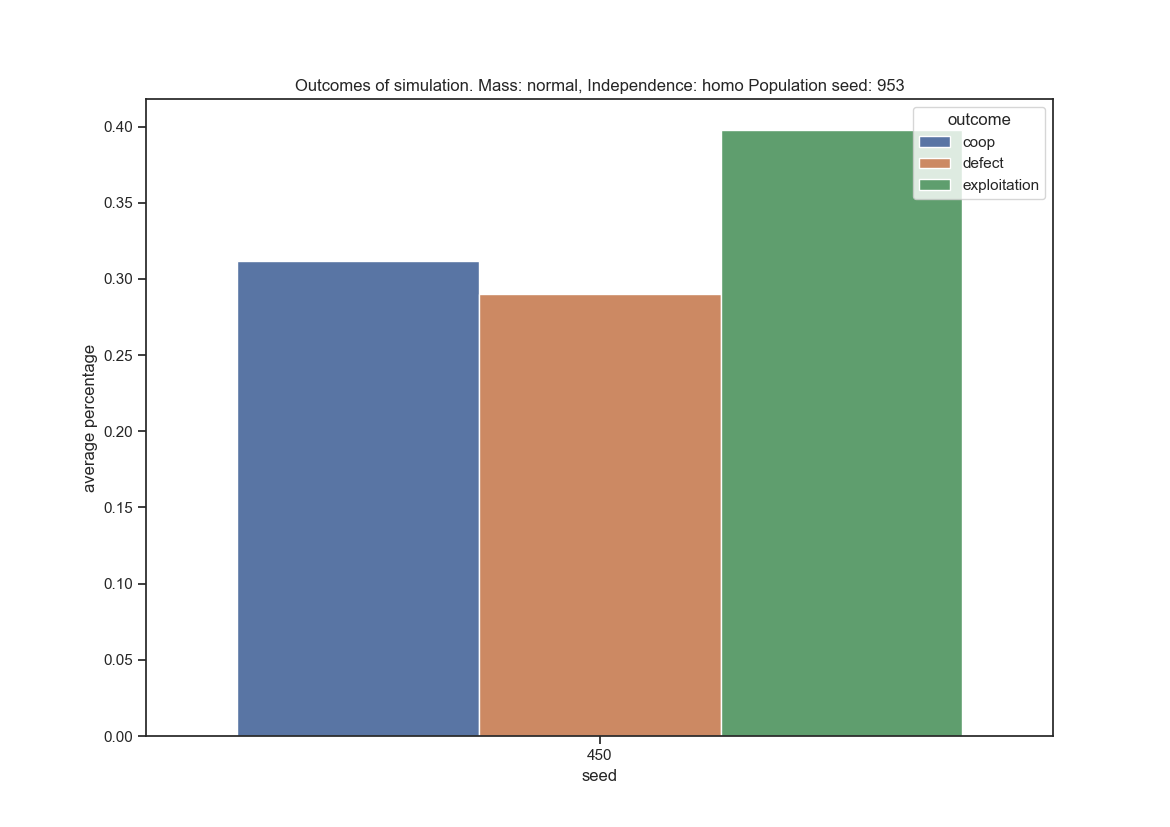 Outcomes of simulation. Mass: normal, Independence: homo Population seed: 953
outcome
coop
defect
exploitation
average percentage
0.40
0.35
0.30
0.25
0.20
0.15
0.10
0.05
0.00
450
seed